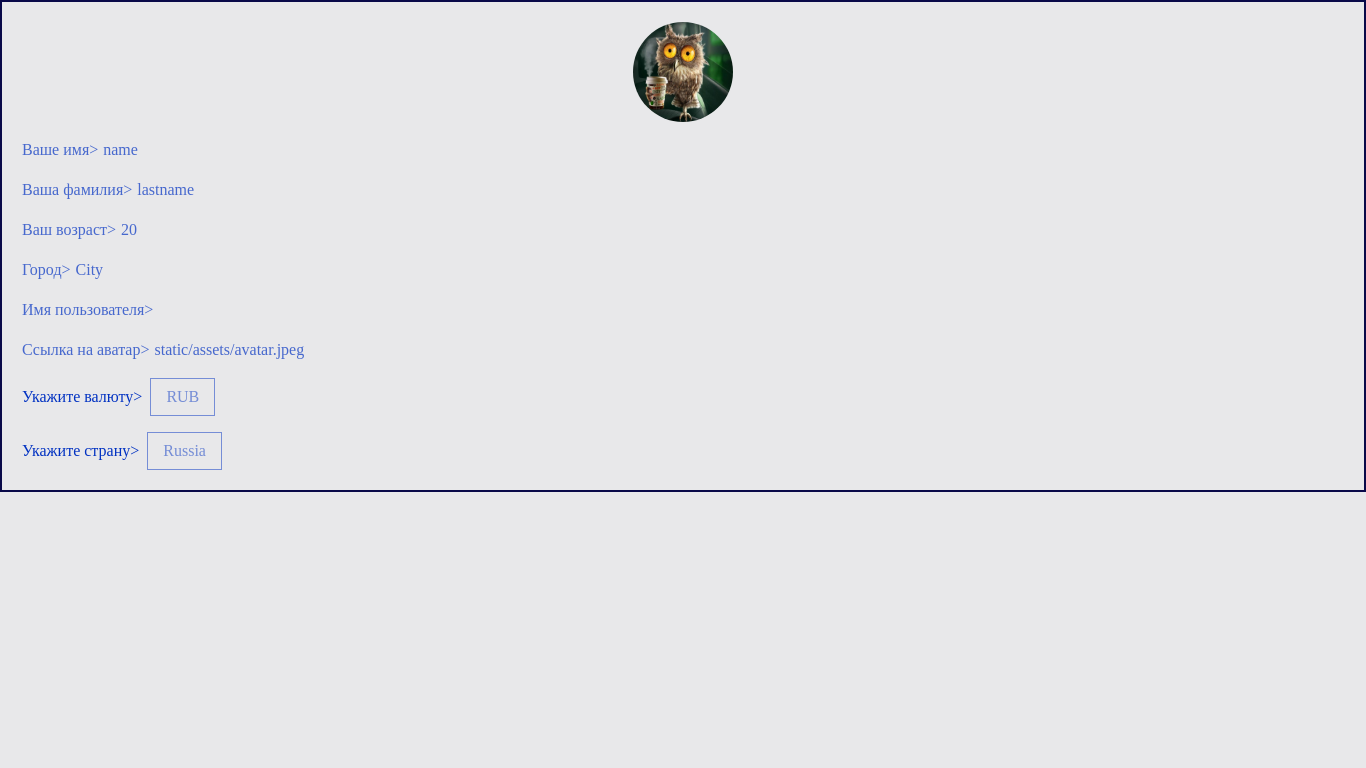 Ваше имя> name
Ваша фамилия> lastname
Ваш возраст> 20
Город> City
Имя пользователя>
Ссылка на аватар> static/assets/avatar.jpeg
Укажите валюту> RUB
Укажите страну> Russia